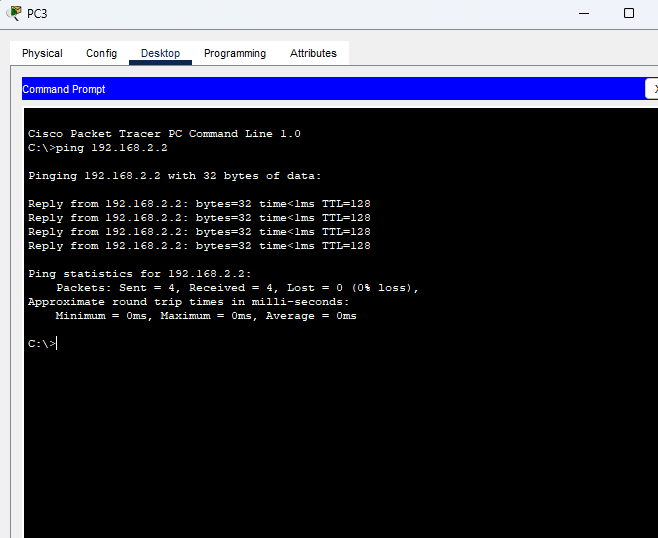 PC3
Physical Config Desktop Programming Attributes
Command Prompt
X
Cisco Packet Tracer PC Command Line 1.0
C:\>ping 192.168.2.2
Pinging 192.168.2.2 with 32 bytes of data:
Reply from 192.168.2.2: bytes=32 time<1ms TTL=128
Reply from 192.168.2.2: bytes=32 time<1ms TTL=128
Reply from 192.168.2.2: bytes=32 time<1ms TTL=128
Reply from 192.168.2.2: bytes=32 time<1ms TTL=128
Ping statistics for 192.168.2.2:
Packets: Sent = 4, Received = 4, Lost = 0 (0% loss),
Approximate round trip times in milli-seconds:
Minimum = 0ms, Maximum = 0ms, Average = 0ms
C:\>